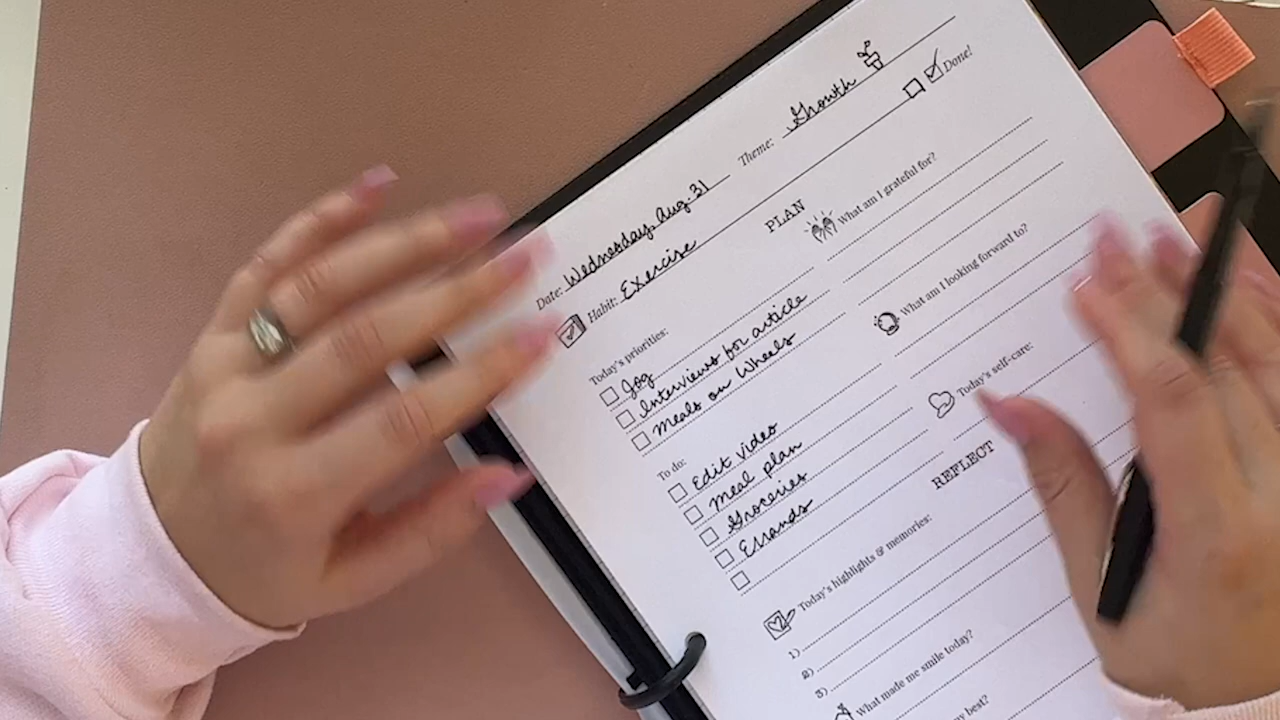 Date: Wednesday, Aug. 31 Theme: Growth
Habit: Exercise Done!
PLAN
Today's priorities:
Jog
Interviews for article
Meals on Wheels
To do:
Edit video
Meal plan
Groceries
Errands
What am I grateful for?
What am I looking forward to?
Today's self-care:
REFLECT
Today's highlights & memories:
1)
2)
3)
What made me smile today?
my best?